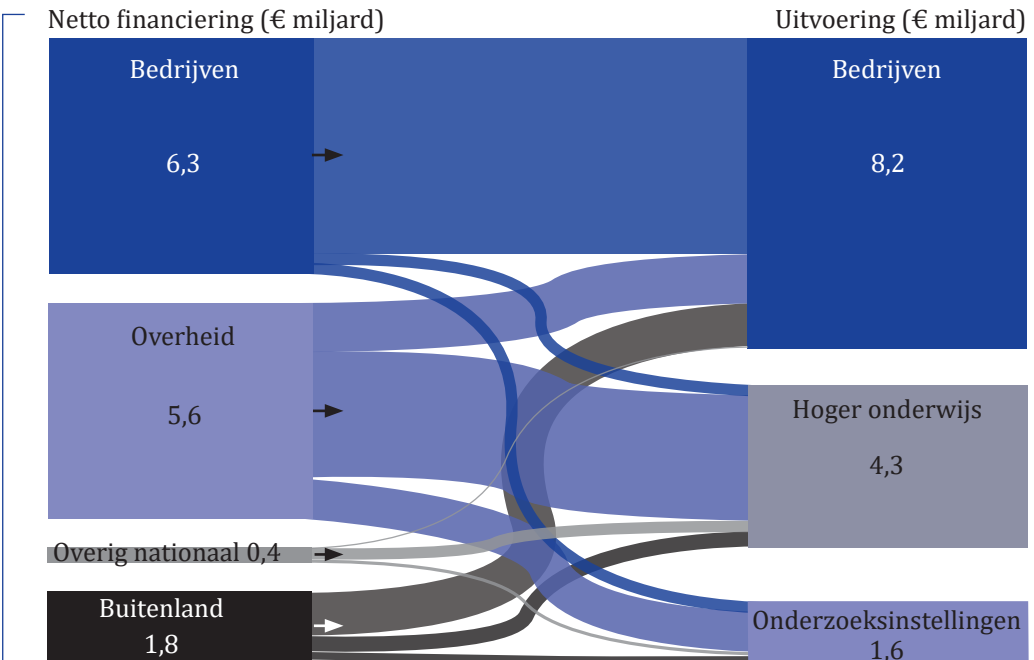 Netto financiering (€ miljard)
Uitvoering (€ miljard)
Bedrijven
6,3
Overheid
5,6
Overig nationaal 0,4
Buitenland
1,8
Bedrijven
8,2
Hoger onderwijs
4,3
Onderzoeksinstellingen
1,6